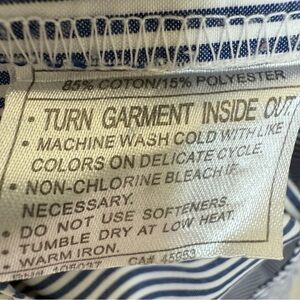 85% COTTON/15% POLYESTER
• TURN GARMENT INSIDE OUT.
• MACHINE WASH COLD WITH LIKE
COLORS ON DELICATE CYCLE.
• NON-CHLORINE BLEACH IF
NECESSARY.
• DO NOT USE SOFTENERS.
• TUMBLE DRY AT LOW HEAT.
• WARM IRON.
CA#